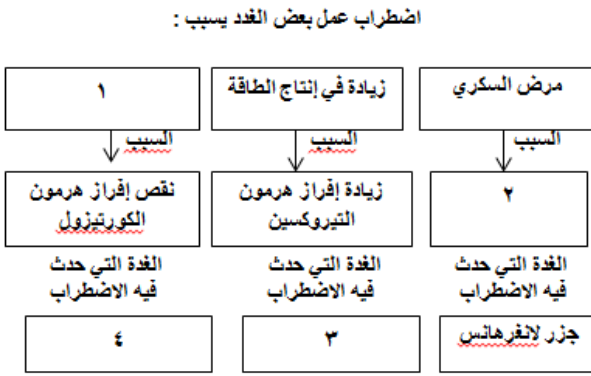 اضطراب عمل بعض الغدد يسبب :
مرض السكري
زيادة في إنتاج الطاقة
١
السبب
السبب
السبب
٢
زيادة إفراز هرمون
التيروكسين
نقص إفراز هرمون
الكورتيزول
الغدة التي حدث
فيه الاضطراب
الغدة التي حدث
فيه الاضطراب
الغدة التي حدث
فيه الاضطراب
جزر لانغرهانس
٣
٤